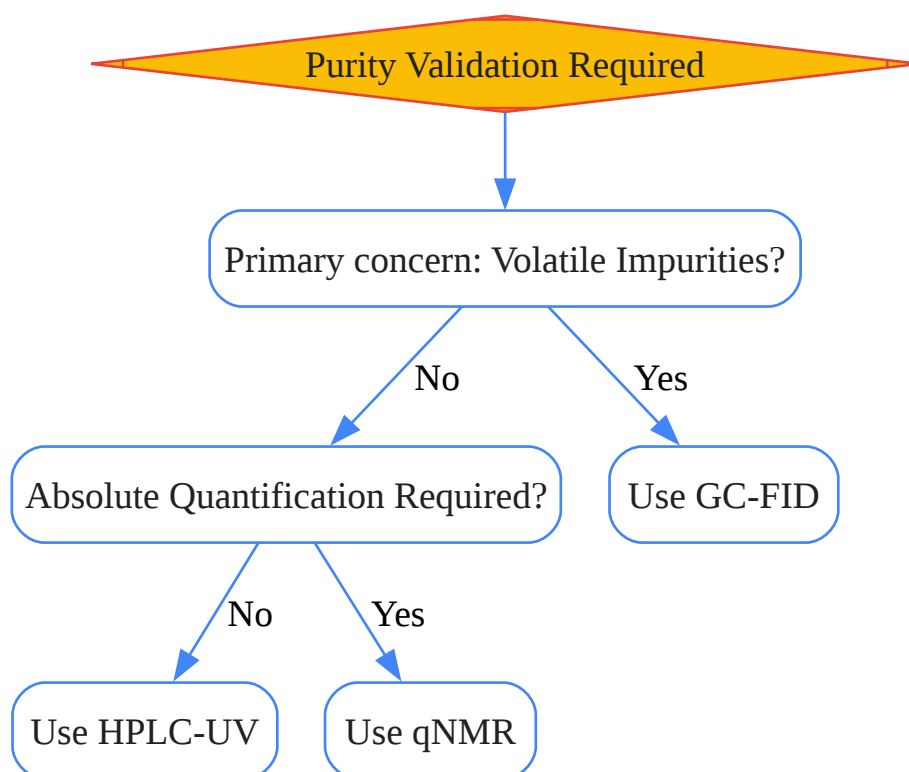 Purity Validation Required
Primary concern: Volatile Impurities?
No
Yes
Absolute Quantification Required?
Use GC-FID
No
Yes
Use HPLC-UV
Use qNMR